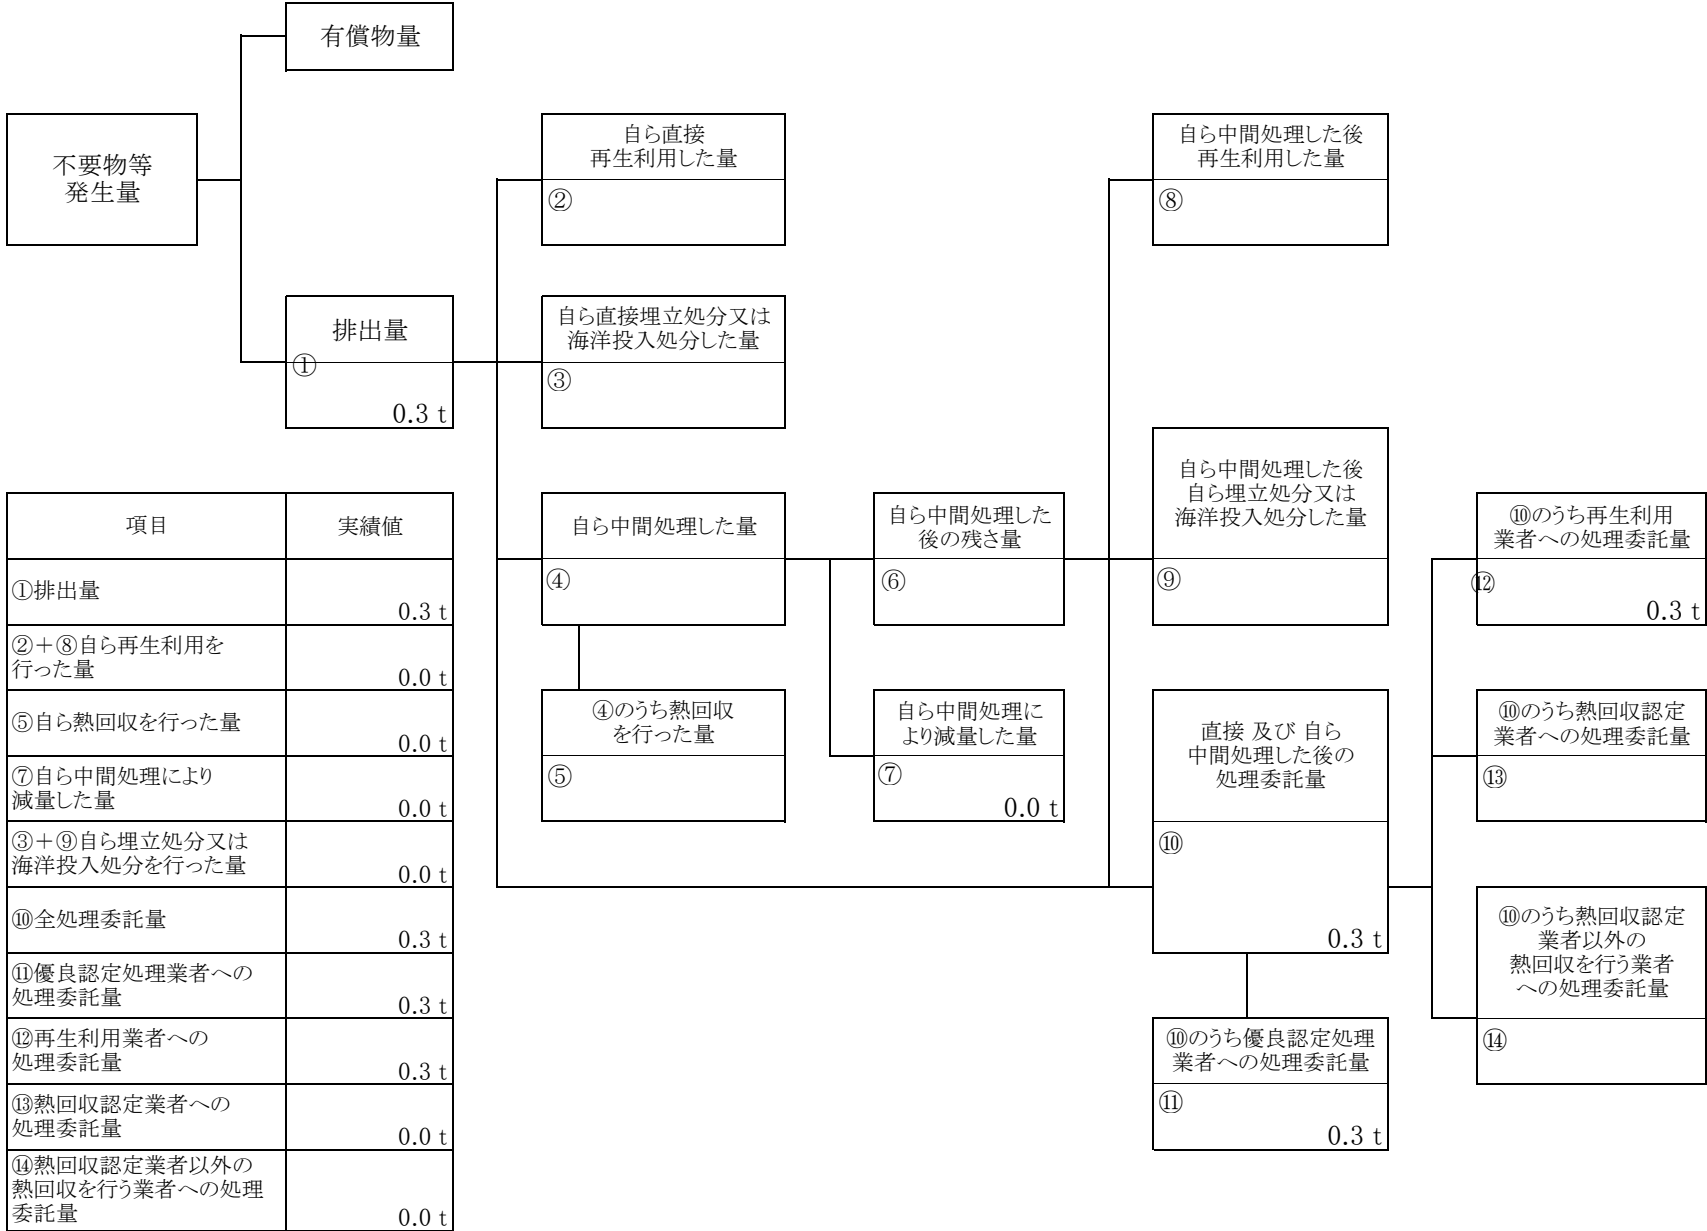 有償物量
不要物等
発生量
自ら直接
再生利用した量
②
自ら中間処理した後
再生利用した量
⑧
排出量
①
0.3 t
自ら直接埋立処分又は
海洋投入処分した量
③
自ら中間処理した量
④
自ら中間処理した
後の残さ量
⑥
自ら中間処理した後
自ら埋立処分又は
海洋投入処分した量
⑨
⑩のうち再生利用
業者への処理委託量
⑫
0.3 t
④のうち熱回収
を行った量
⑤
自ら中間処理に
より減量した量
⑦
0.0 t
直接 及び 自ら
中間処理した後の
処理委託量
⑩
0.3 t
⑩のうち熱回収認定
業者への処理委託量
⑬
⑩のうち熱回収認定
業者以外の
熱回収を行う業者
への処理委託量
⑭
⑩のうち優良認定処理
業者への処理委託量
⑪
0.3 t
項目 実績値
①排出量
0.3 t
②＋⑧自ら再生利用を
行った量
0.0 t
⑤自ら熱回収を行った量
0.0 t
⑦自ら中間処理により
減量した量
0.0 t
③＋⑨自ら埋立処分又は
海洋投入処分を行った量
0.0 t
⑩全処理委託量
0.3 t
⑪優良認定処理業者への
処理委託量
0.3 t
⑫再生利用業者への
処理委託量
0.3 t
⑬熱回収認定業者への
処理委託量
0.0 t
⑭熱回収認定業者以外の
熱回収を行う業者への処理
委託量
0.0 t